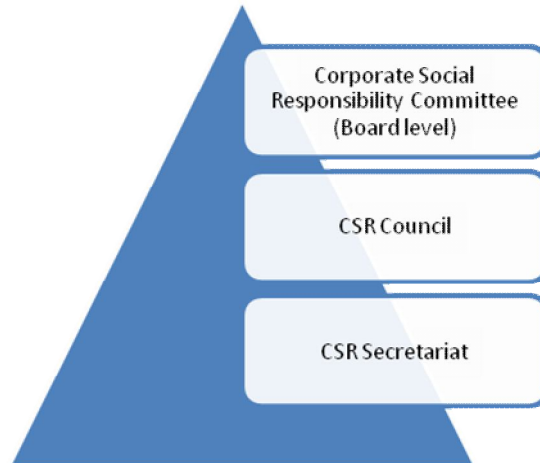 Corporate Social
Responsibility Committee
(Board level)
CSR Council
CSR Secretariat